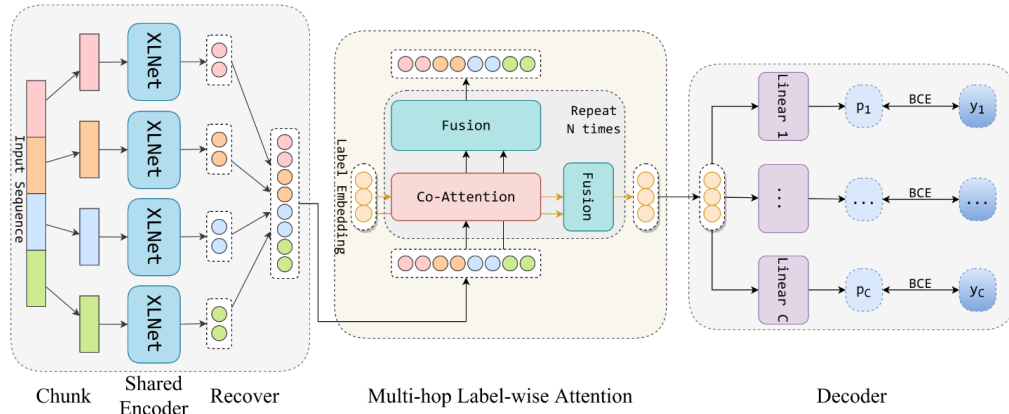 Input Sequence
XLNet
XLNet
XLNet
XLNet
Label Embedding
Fusion
Repeat
N times
Co-Attention
Fusion
Linear 1
p1
BCE
y1
...
...
BCE
...
Linear C
pC
BCE
yC
Chunk
Shared
Encoder
Recover
Multi-hop Label-wise Attention
Decoder